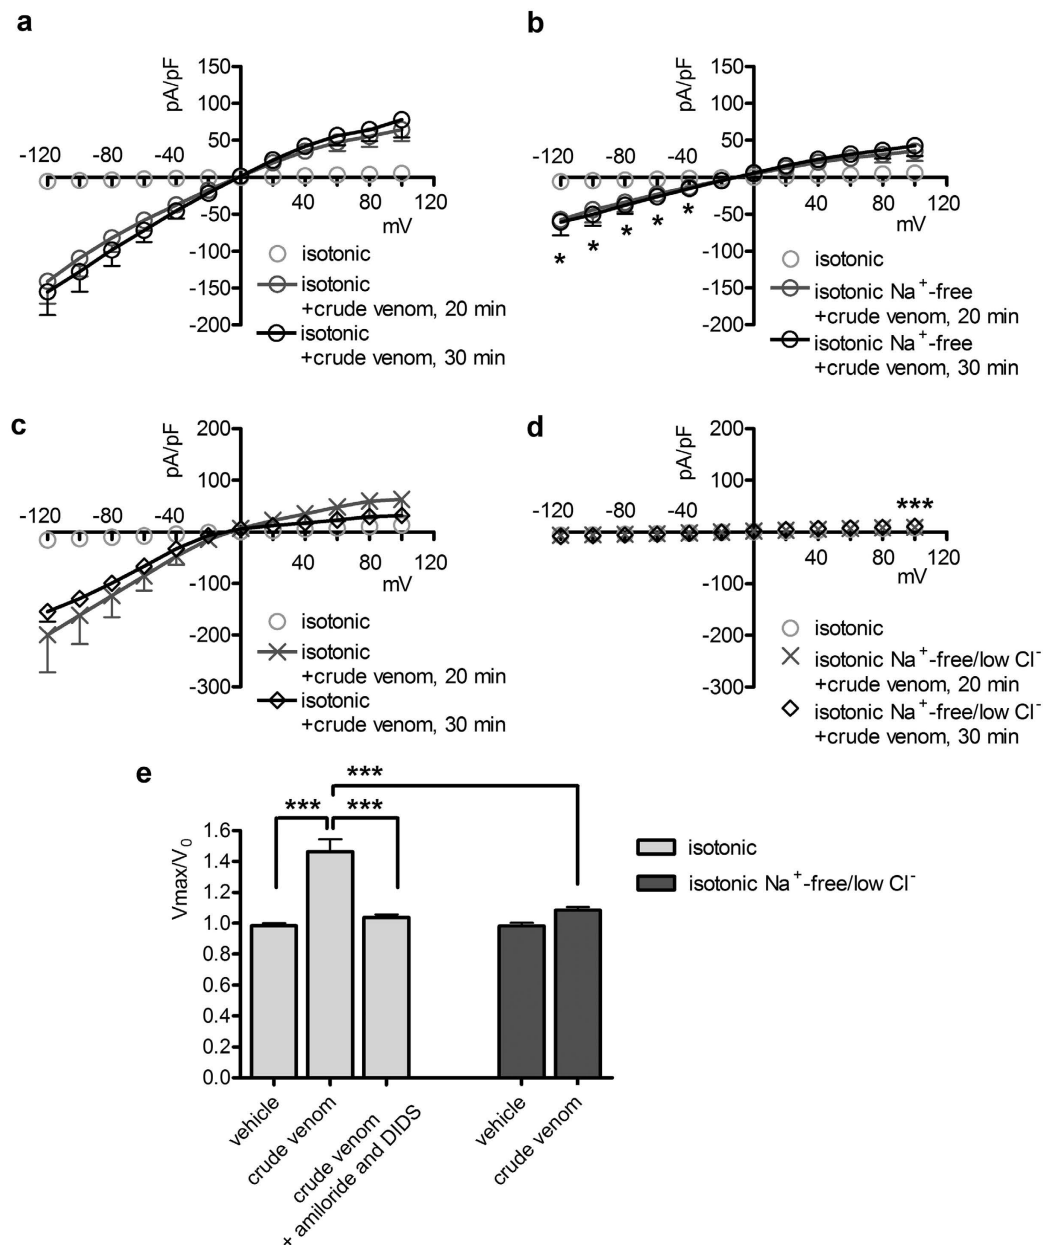 a
pA/pF
150
100
50
-50
-100
-150
-200
-120
-80
-40
40
80
120
mV
isotonic
isotonic
+crude venom, 20 min
isotonic
+crude venom, 30 min
b
pA/pF
150
100
50
-50
-100
-150
-200
-120
-80
-40
40
80
120
mV
*
*
*
*
*
isotonic
isotonic Na⁺-free
+crude venom, 20 min
isotonic Na⁺-free
+crude venom, 30 min
c
pA/pF
200
100
-100
-200
-300
-120
-80
-40
40
80
120
mV
isotonic
isotonic
+crude venom, 20 min
isotonic
+crude venom, 30 min
d
pA/pF
200
100
-100
-200
-300
-120
-80
-40
40
80
120
mV
***
isotonic
isotonic Na⁺-free/low Cl⁻
+crude venom, 20 min
isotonic Na⁺-free/low Cl⁻
+crude venom, 30 min
e
***
***
***
Vmax/V₀
1.6
1.4
1.2
1.0
0.8
0.6
0.4
0.2
0.0
vehicle
crude venom
crude venom
+ amiloride and DIDS
vehicle
crude venom
isotonic
isotonic Na⁺-free/low Cl⁻